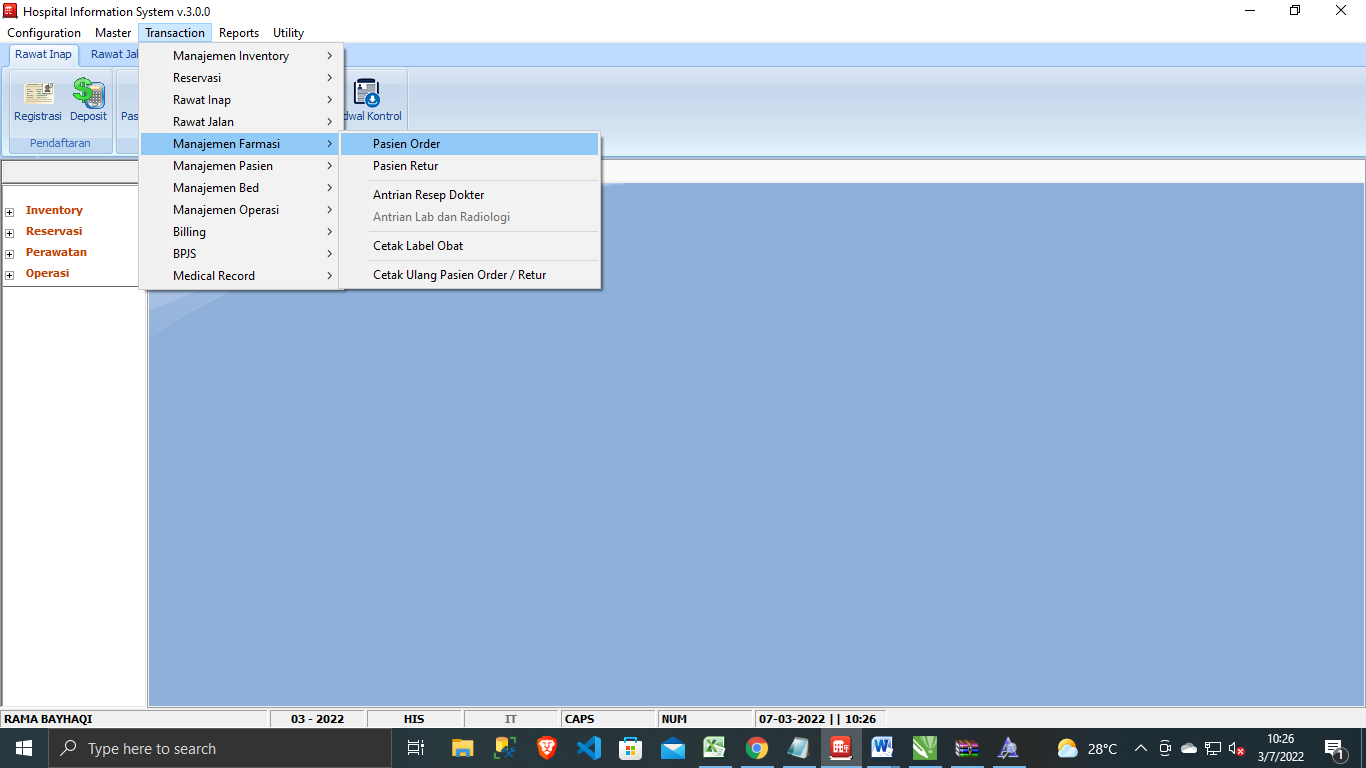 Hospital Information System v.3.0.0
Configuration Master Transaction Reports Utility
Rawat Inap Rawat Jal
Registrasi Deposit Pas dwal Kontrol
Pendaftaran
Manajemen Inventory
Reservasi
Rawat Inap
Rawat Jalan
Manajemen Farmasi
Manajemen Pasien
Manajemen Bed
Manajemen Operasi
Billing
BPJS
Medical Record
Pasien Order
Pasien Retur
Antrian Resep Dokter
Antrian Lab dan Radiologi
Cetak Label Obat
Cetak Ulang Pasien Order / Retur
Inventory
Reservasi
Perawatan
Operasi
RAMA BAYHAQI 03 - 2022 HIS IT CAPS NUM 07-03-2022 || 10:26
Type here to search
28°C
10:26
3/7/2022
1